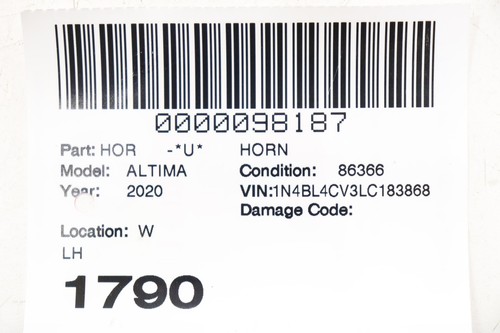 0000098187
Part: HOR -*U* HORN
Model: ALTIMA Condition: 86366
Year: 2020 VIN:1N4BL4CV3LC183868
Damage Code:
Location: W
LH
1790